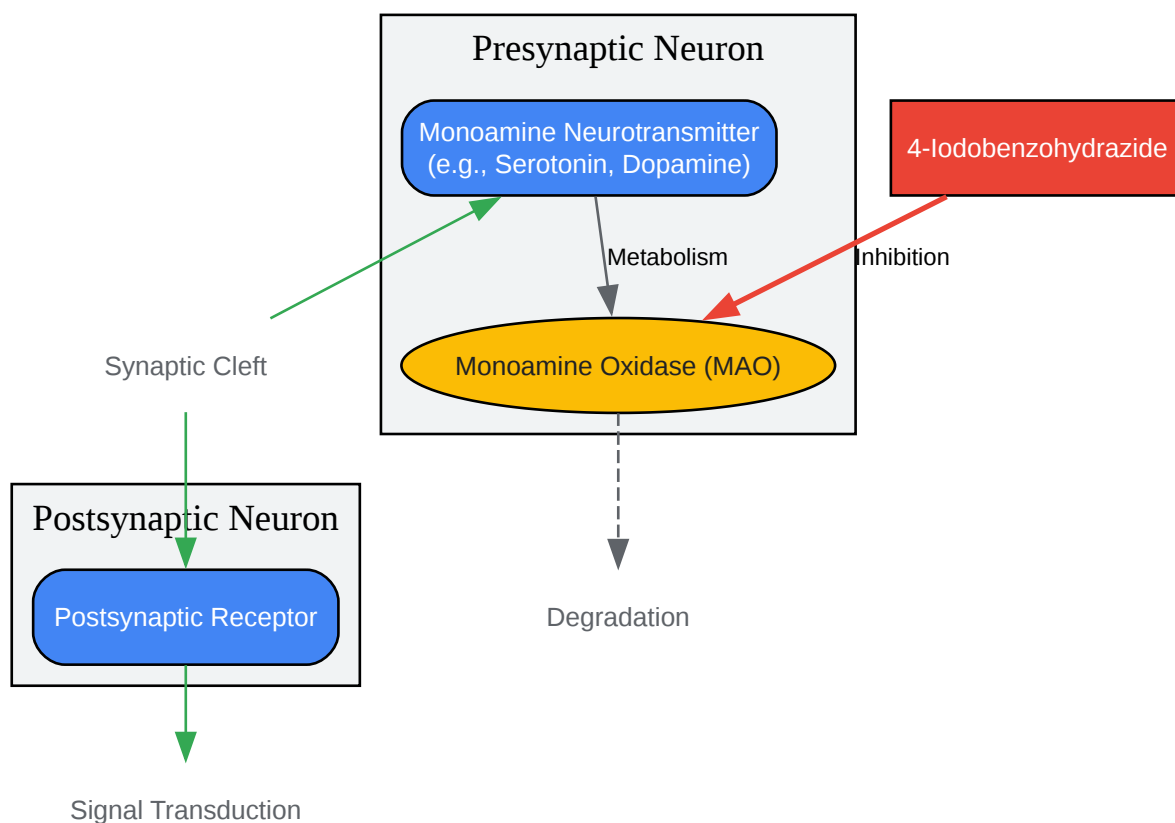 Presynaptic Neuron
Monoamine Neurotransmitter
(e.g., Serotonin, Dopamine)
4-Iodobenzohydrazide
Metabolism
Inhibition
Synaptic Cleft
Monoamine Oxidase (MAO)
Postsynaptic Neuron
Postsynaptic Receptor
Degradation
Signal Transduction